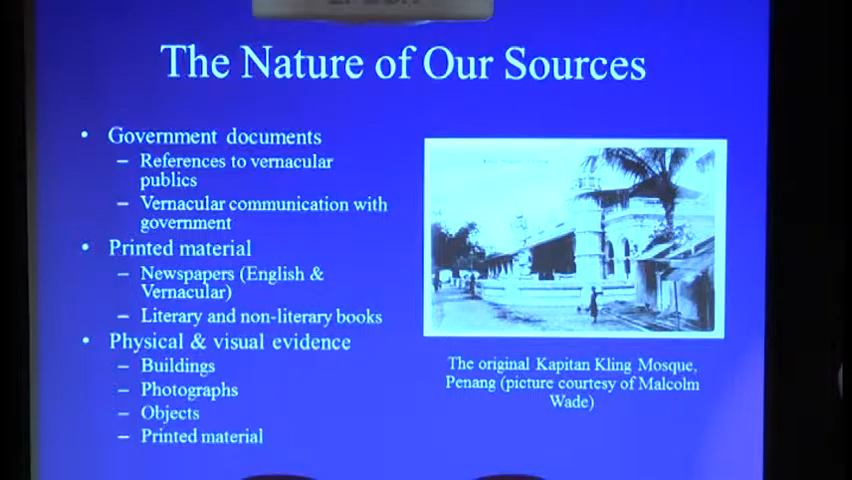 The Nature of Our Sources
• Government documents
– References to vernacular
publics
– Vernacular communication with
government
• Printed material
– Newspapers (English &
Vernacular)
– Literary and non-literary books
• Physical & visual evidence
– Buildings
– Photographs
– Objects
– Printed material
The original Kapitan Kling Mosque,
Penang (picture courtesy of Malcolm
Wade)